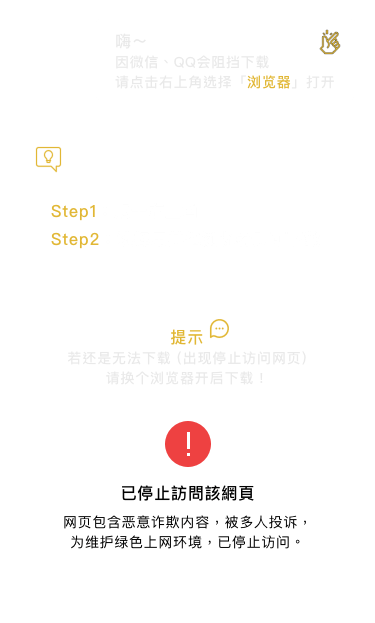 嗨～
因微信、QQ会阻挡下载
请点击右上角选择「浏览器」打开
Step1
Step2
提示
若还是无法下载 (出现停止访问网页)
请换个浏览器开启下载！
已停止訪問該網頁
网页包含恶意诈欺内容，被多人投诉，
为维护绿色上网环境，已停止访问。